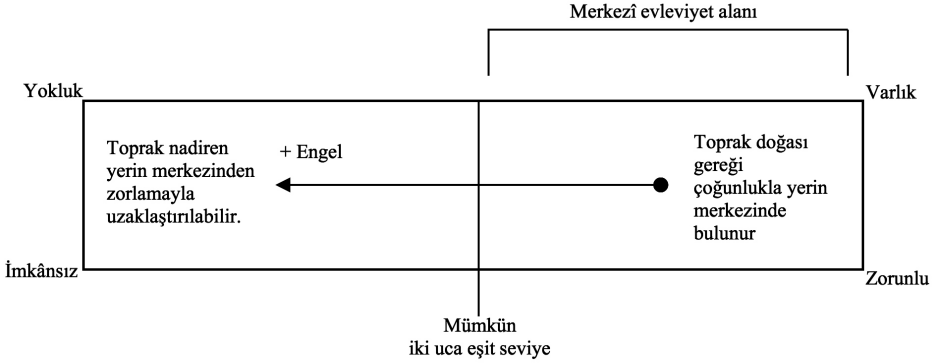 Merkezî evleviyet alanı
Yokluk
Varlık
Toprak nadiren
yerin merkezinden
zorlamayla
uzaklaştırılabilir.
+ Engel
Toprak doğası
gereği
çoğunlukla yerin
merkezinde
bulunur
İmkânsız
Zorunlu
Mümkün
iki uca eşit seviye